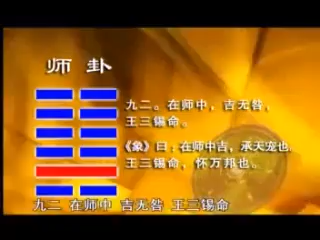 师 卦
九二。在师中，吉无咎，
王三锡命。
《象》曰：在师中吉，承天宠也。
王三锡命，怀万邦也。
九二 在师中 吉无咎 王三锡命